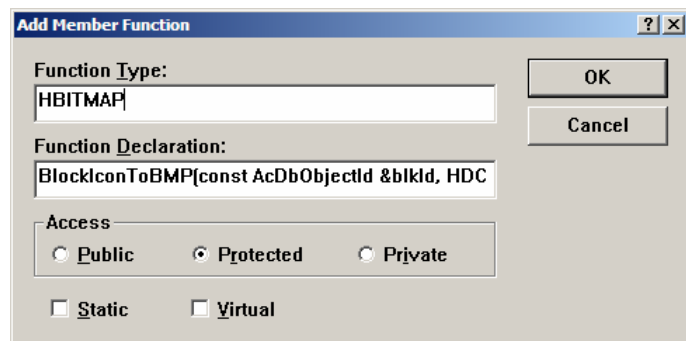 Add Member Function
Function Type:
HBITMAP
OK
Cancel
Function Declaration:
BlockIconToBMP(const AcDbObjectId &blkId, HDC
Access
Public Protected Private
Static Virtual